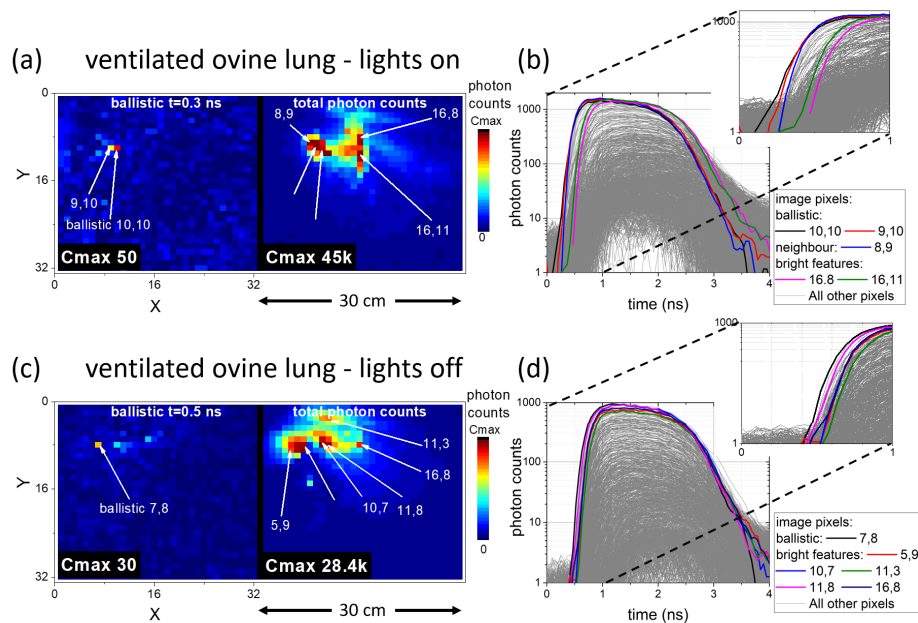 (a) ventilated ovine lung - lights on
ballistic t=0.3 ns
total photon counts
photon
counts
Cmax
0
0
16
32
Y
9,10
ballistic 10,10
8,9
16,8
16,11
Cmax 50
Cmax 45k
0
16
32
X
30 cm
(b)
1000
100
10
1
photon counts
0
1
2
3
4
time (ns)
1000
1
0
1
image pixels:
ballistic:
10,10
9,10
neighbour:
8,9
bright features:
16.8
16,11
All other pixels
(c) ventilated ovine lung - lights off
ballistic t=0.5 ns
total photon counts
photon
counts
Cmax
0
0
16
32
Y
ballistic 7,8
11,3
16,8
10,7
11,8
5,9
Cmax 30
Cmax 28.4k
0
16
32
X
30 cm
(d)
1000
100
10
1
photon counts
0
1
2
3
4
time (ns)
1000
1
0
1
image pixels:
ballistic:
7,8
bright features:
5,9
10,7
11,3
11,8
16,8
All other pixels